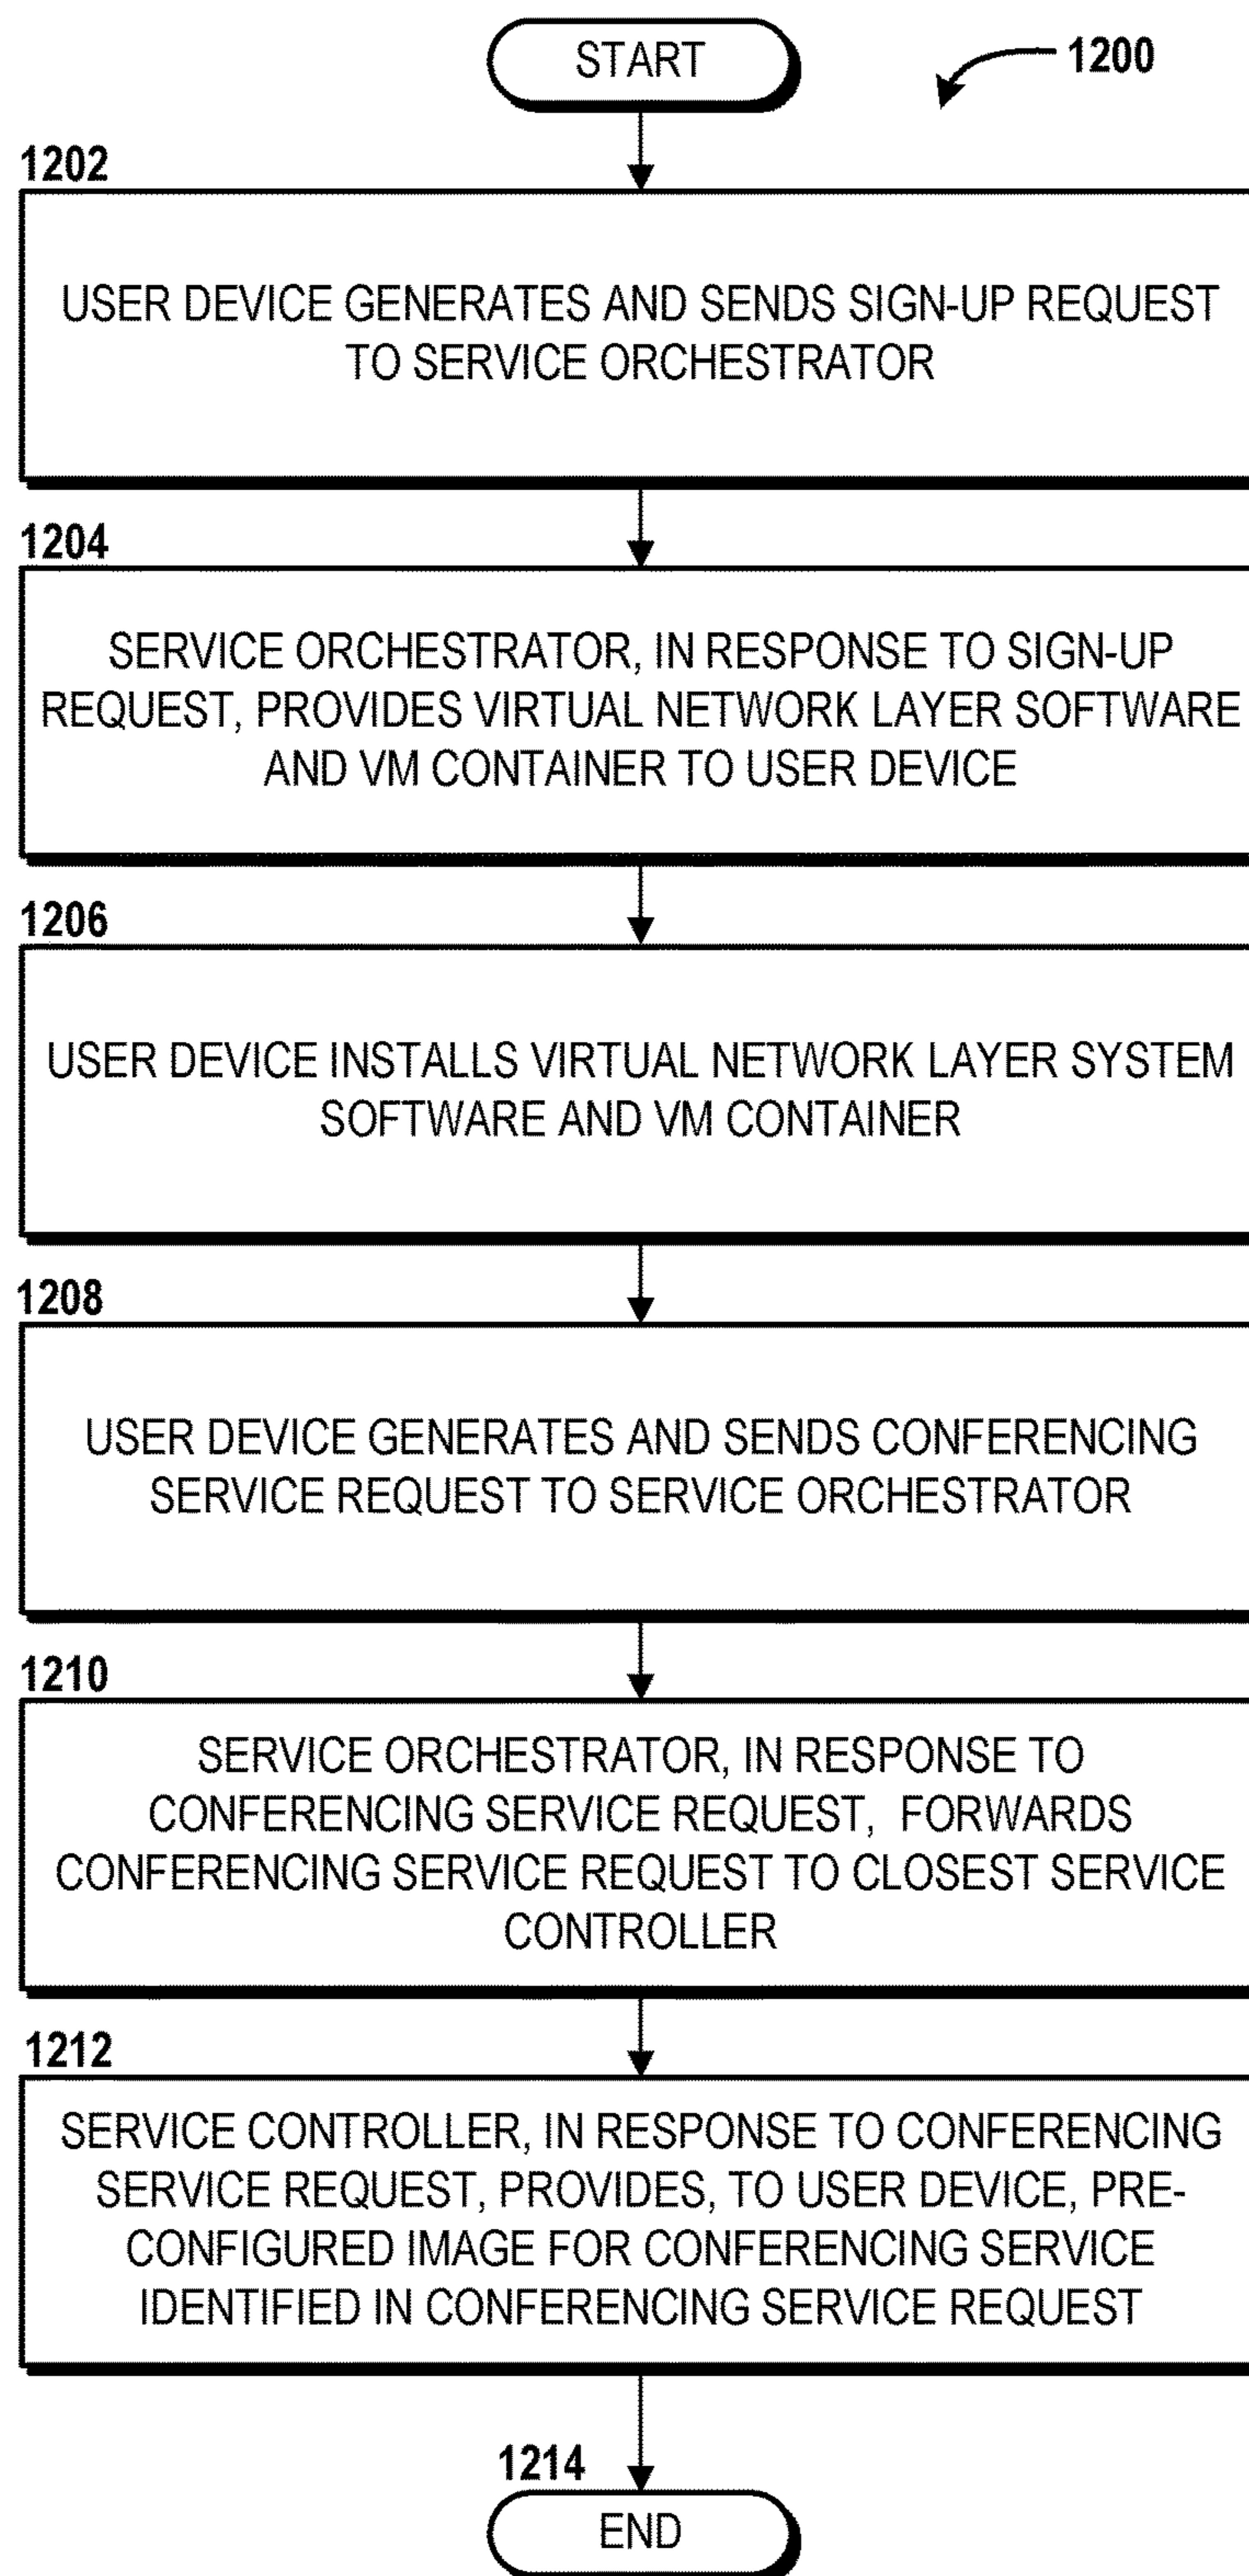 START
1200
1202
USER DEVICE GENERATES AND SENDS SIGN-UP REQUEST
TO SERVICE ORCHESTRATOR
1204
SERVICE ORCHESTRATOR, IN RESPONSE TO SIGN-UP
REQUEST, PROVIDES VIRTUAL NETWORK LAYER SOFTWARE
AND VM CONTAINER TO USER DEVICE
1206
USER DEVICE INSTALLS VIRTUAL NETWORK LAYER SYSTEM
SOFTWARE AND VM CONTAINER
1208
USER DEVICE GENERATES AND SENDS CONFERENCING
SERVICE REQUEST TO SERVICE ORCHESTRATOR
1210
SERVICE ORCHESTRATOR, IN RESPONSE TO
CONFERENCING SERVICE REQUEST, FORWARDS
CONFERENCING SERVICE REQUEST TO CLOSEST SERVICE
CONTROLLER
1212
SERVICE CONTROLLER, IN RESPONSE TO CONFERENCING
SERVICE REQUEST, PROVIDES, TO USER DEVICE, PRE-
CONFIGURED IMAGE FOR CONFERENCING SERVICE
IDENTIFIED IN CONFERENCING SERVICE REQUEST
1214
END